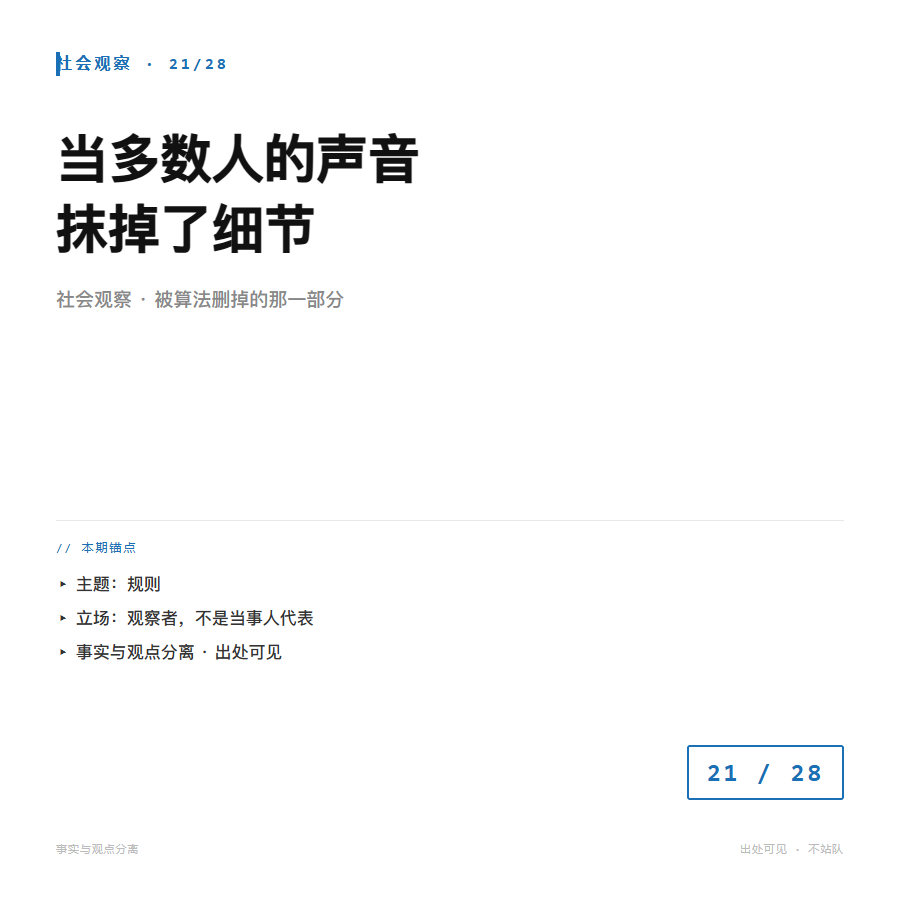 社会观察 · 21/28
当多数人的声音
抹掉了细节
社会观察 · 被算法删掉的那一部分
// 本期锚点
▸ 主题：规则
▸ 立场：观察者，不是当事人代表
▸ 事实与观点分离 · 出处可见
21 / 28
事实与观点分离
出处可见 · 不站队